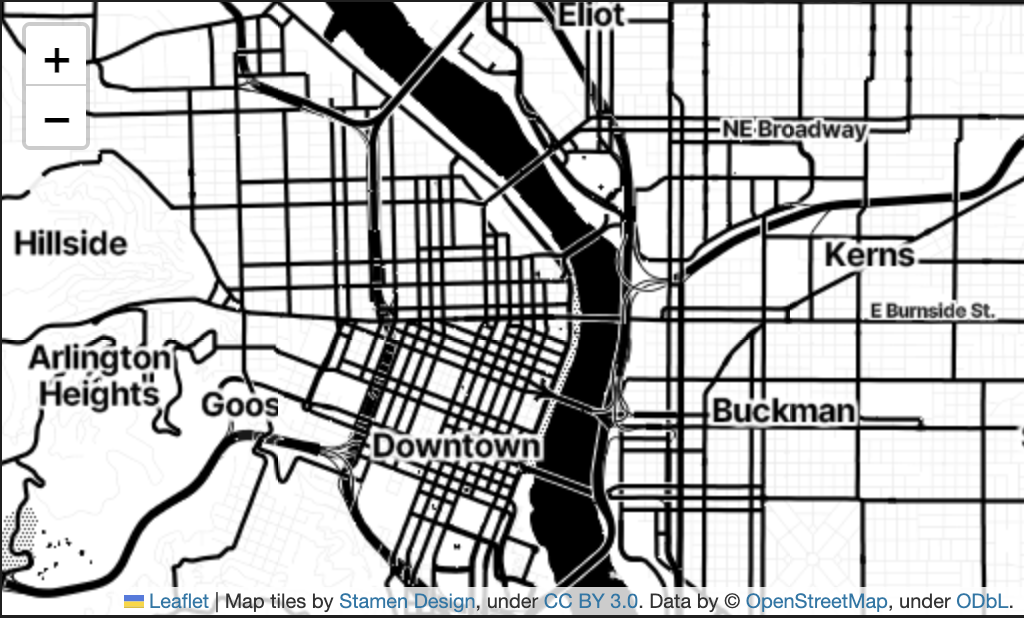 +
−
Eliot
NE Broadway
Hillside
Kerns
E Burnside St.
Arlington
Heights
Goos
Buckman
Downtown
Leaflet | Map tiles by Stamen Design, under CC BY 3.0. Data by © OpenStreetMap, under ODbL.